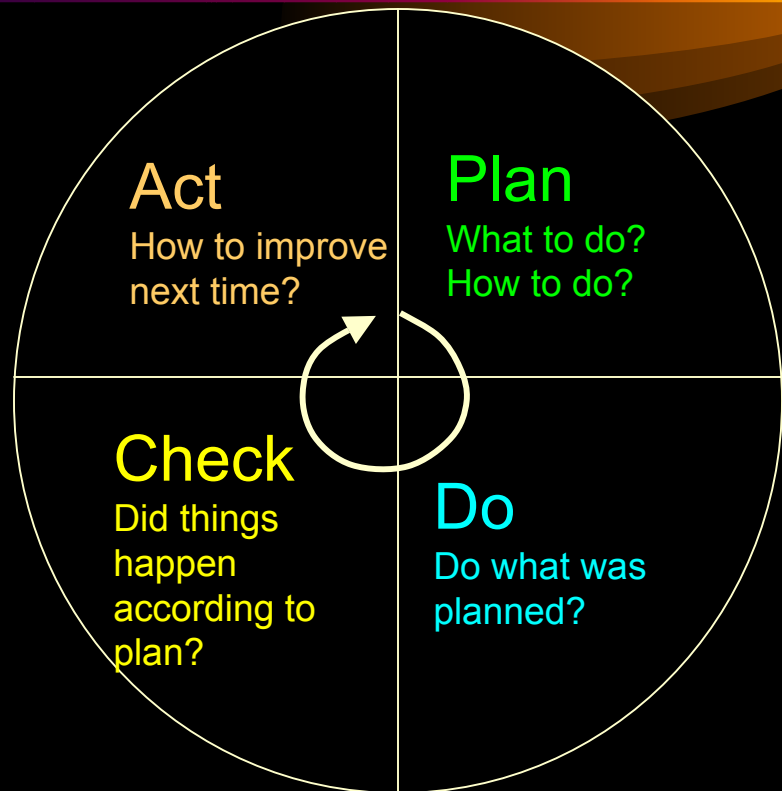 Act
How to improve
next time?
Plan
What to do?
How to do?
Check
Did things
happen
according to
plan?
Do
Do what was
planned?